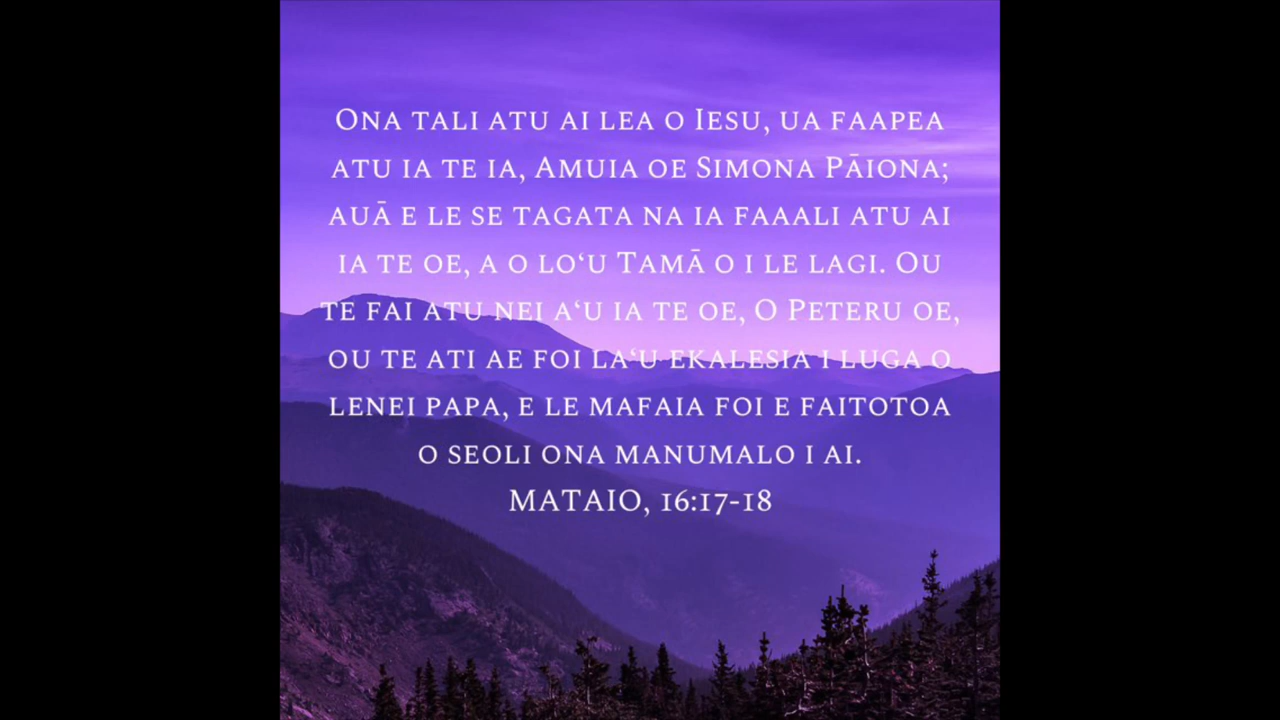 Ona tali atu ai lea o Iesu, ua faapea
atu ia te ia, Amuia oe Simona Pāiona;
auā e le se tagata na ia faaali atu ai
ia te oe, a o lo‘u Tamā o i le lagi. Ou
te fai atu nei a‘u ia te oe, O Peteru oe,
ou te ati ae foi la‘u ekalesia i luga o
lenei papa, e le mafaia foi e faitotoa
o seoli ona manumalo i ai.
MATAIO, 16:17-18